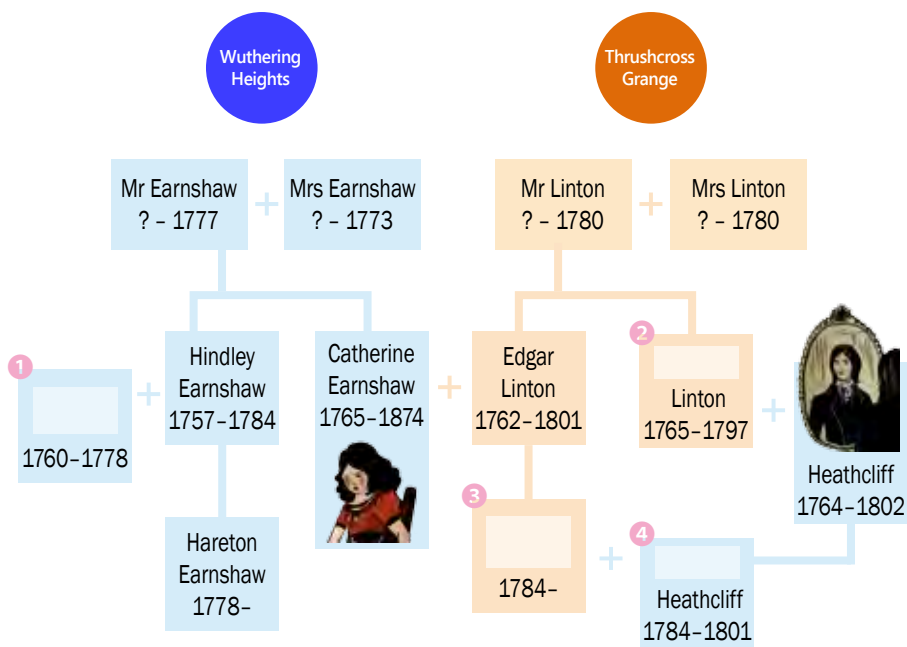 Wuthering
Heights
Thrushcross
Grange
Mr Earnshaw
? – 1777
Mrs Earnshaw
? – 1773
Mr Linton
? – 1780
Mrs Linton
? – 1780
1
1760–1778
Hindley
Earnshaw
1757–1784
Catherine
Earnshaw
1765–1874
Edgar
Linton
1762–1801
2
Linton
1765–1797
Heathcliff
1764–1802
Hareton
Earnshaw
1778–
3
1784–
4
Heathcliff
1784–1801